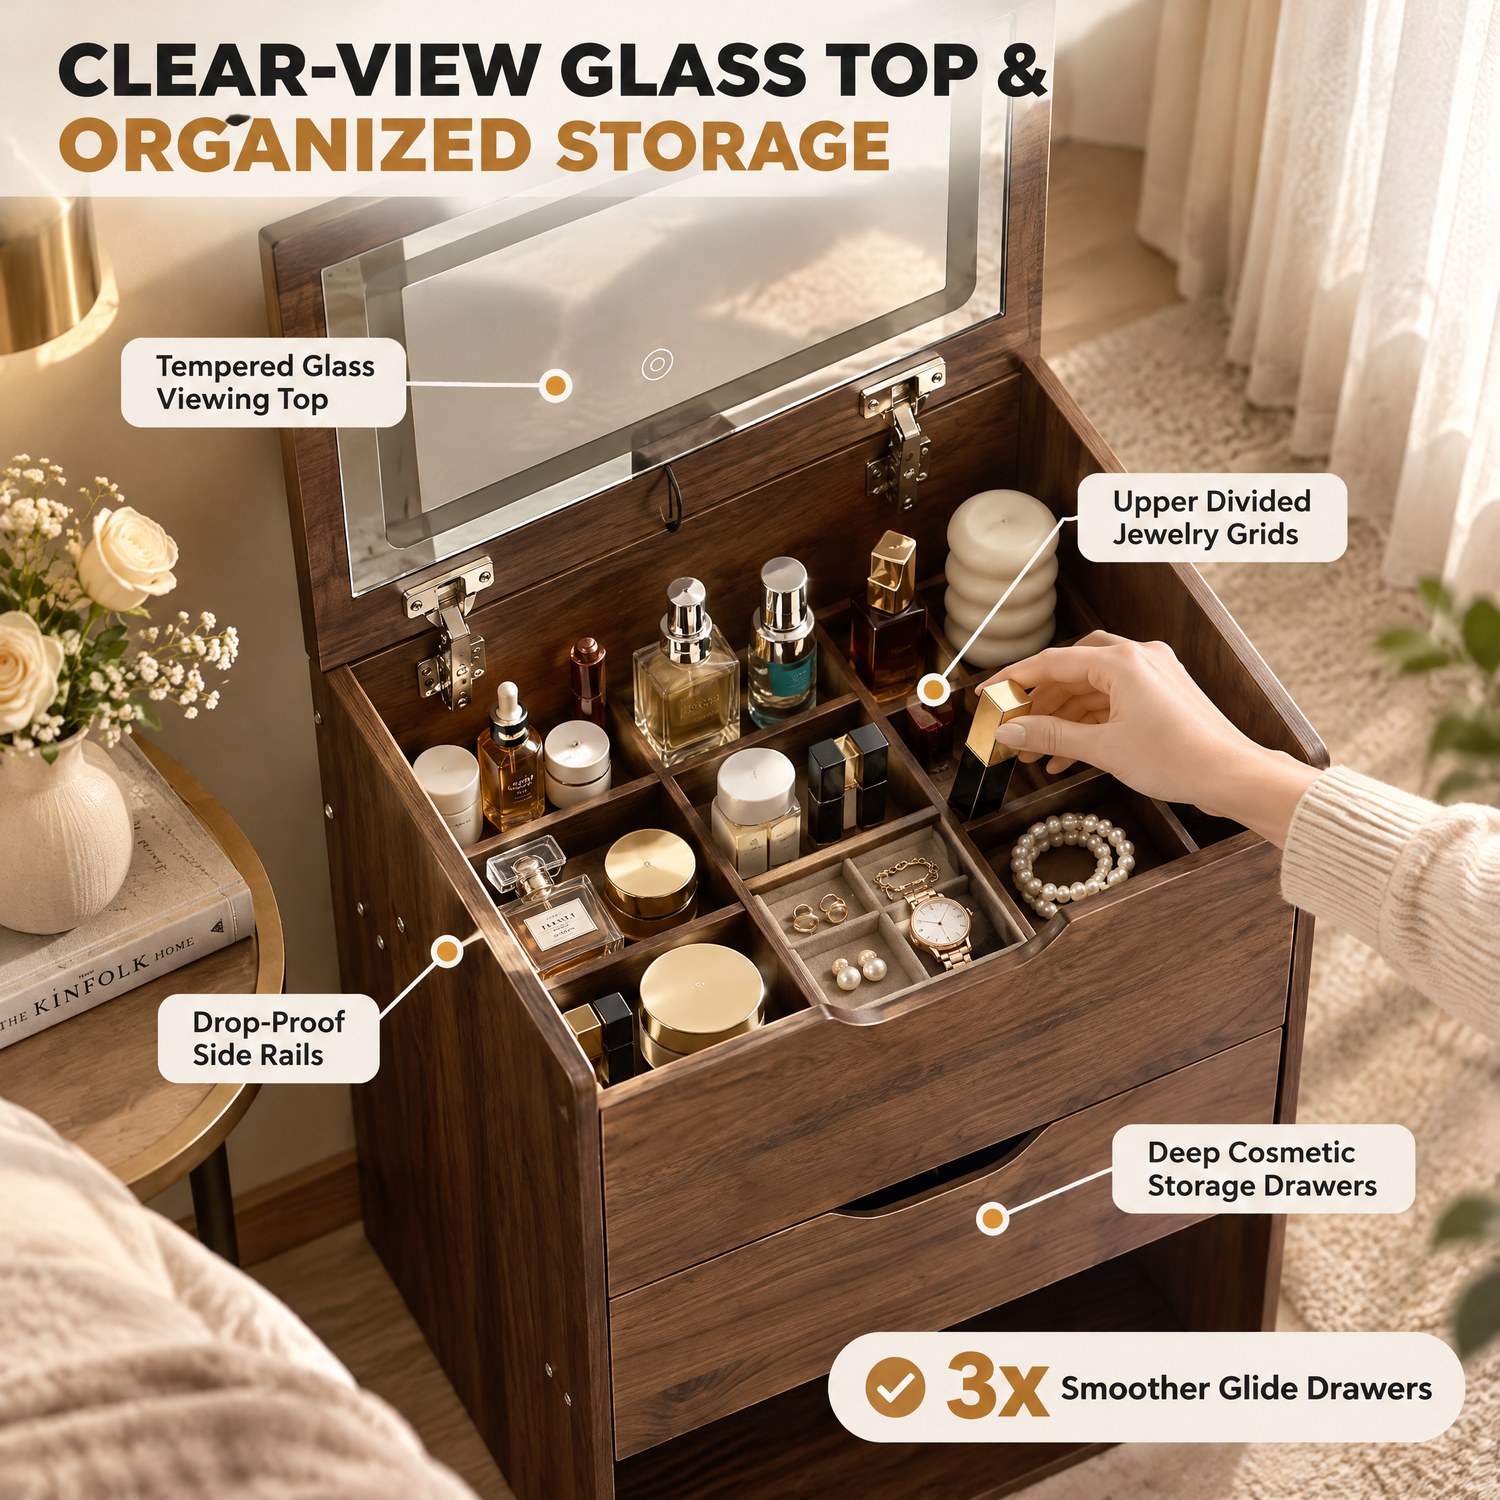 CLEAR-VIEW GLASS TOP &
ORGANIZED STORAGE
Tempered Glass
Viewing Top
Upper Divided
Jewelry Grids
Drop-Proof
Side Rails
THE KINFOLK HOME
Deep Cosmetic
Storage Drawers
3x Smoother Glide Drawers